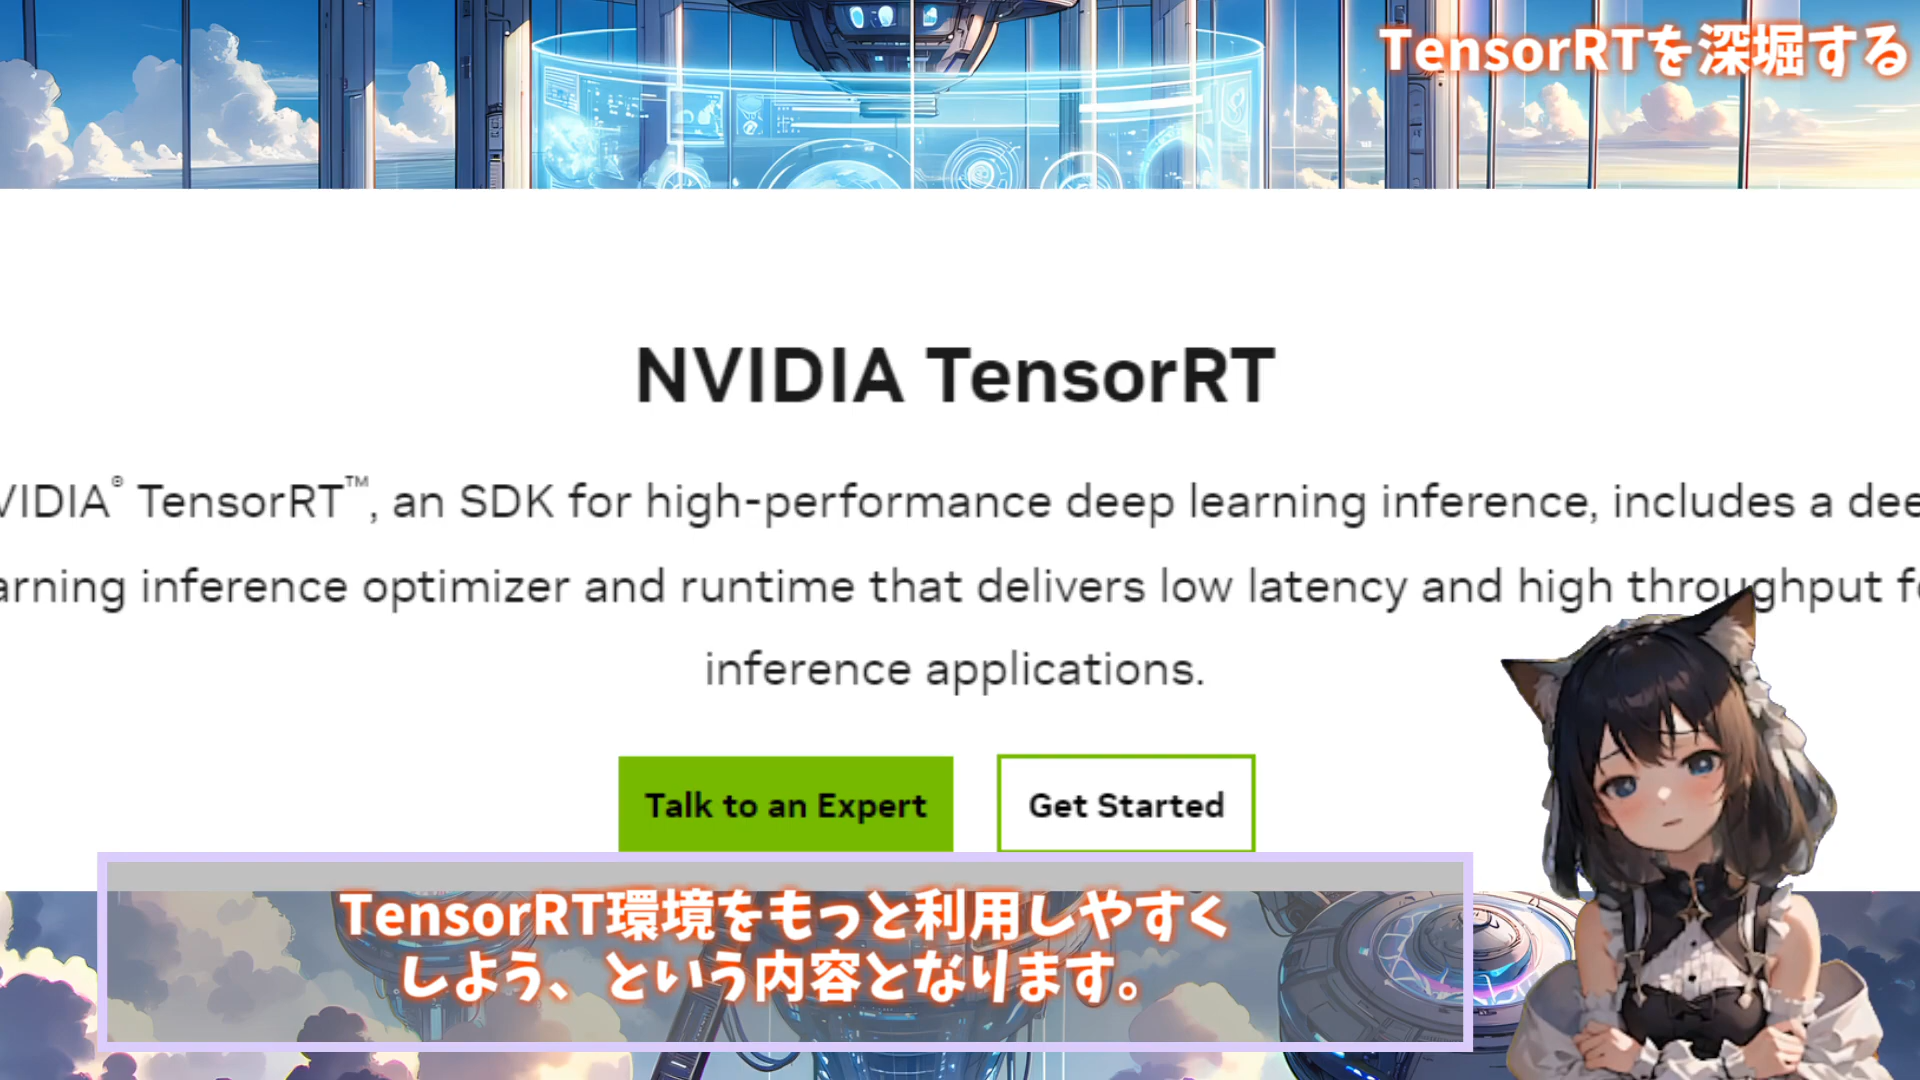 TensorRTを深堀する
NVIDIA TensorRT
VIDIA® TensorRT™, an SDK for high-performance deep learning inference, includes a dee
arning inference optimizer and runtime that delivers low latency and high throughput fo
inference applications.
Talk to an Expert
Get Started
TensorRT環境をもっと利用しやすく
しよう、という内容となります。